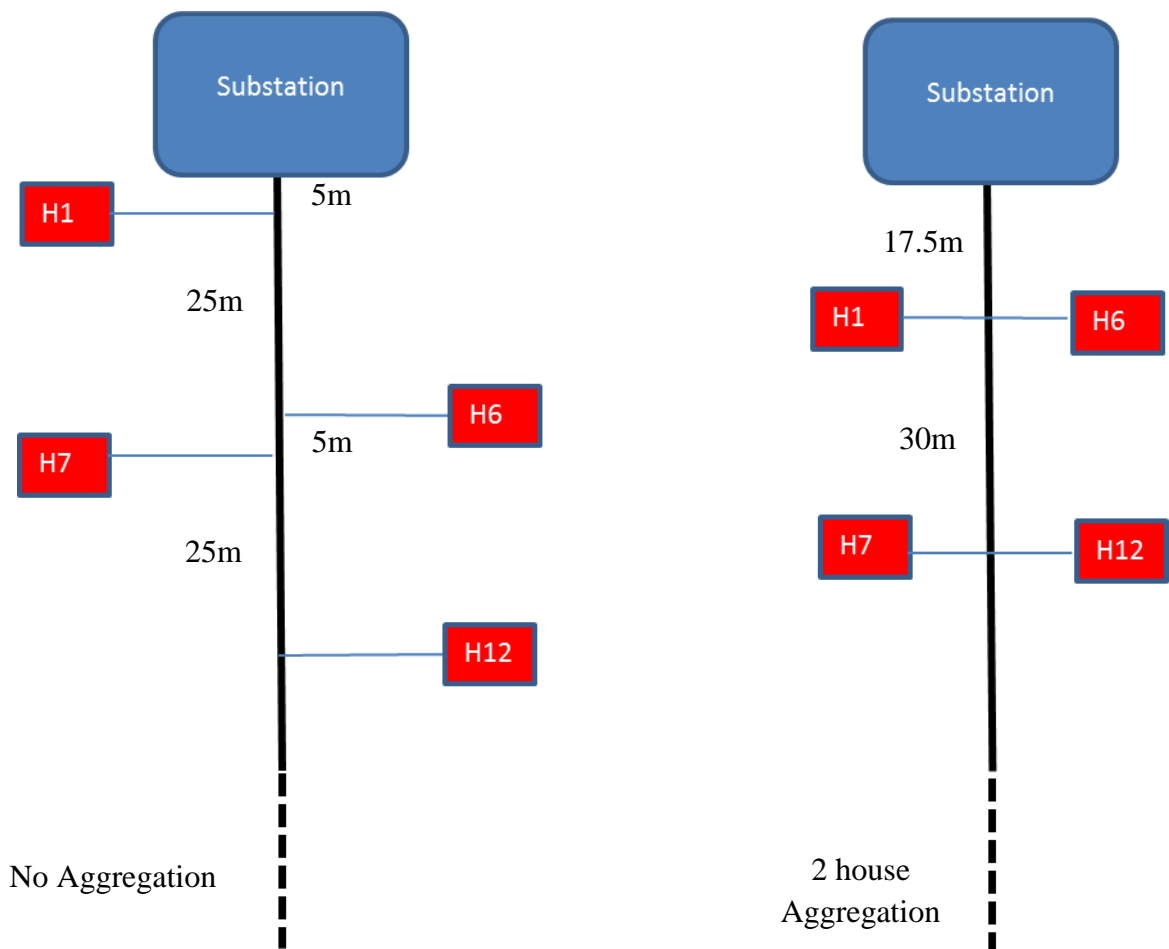 Substation
5m
H1
25m
H6
5m
H7
25m
H12
No Aggregation
Substation
17.5m
H1
H6
30m
H7
H12
2 house
Aggregation